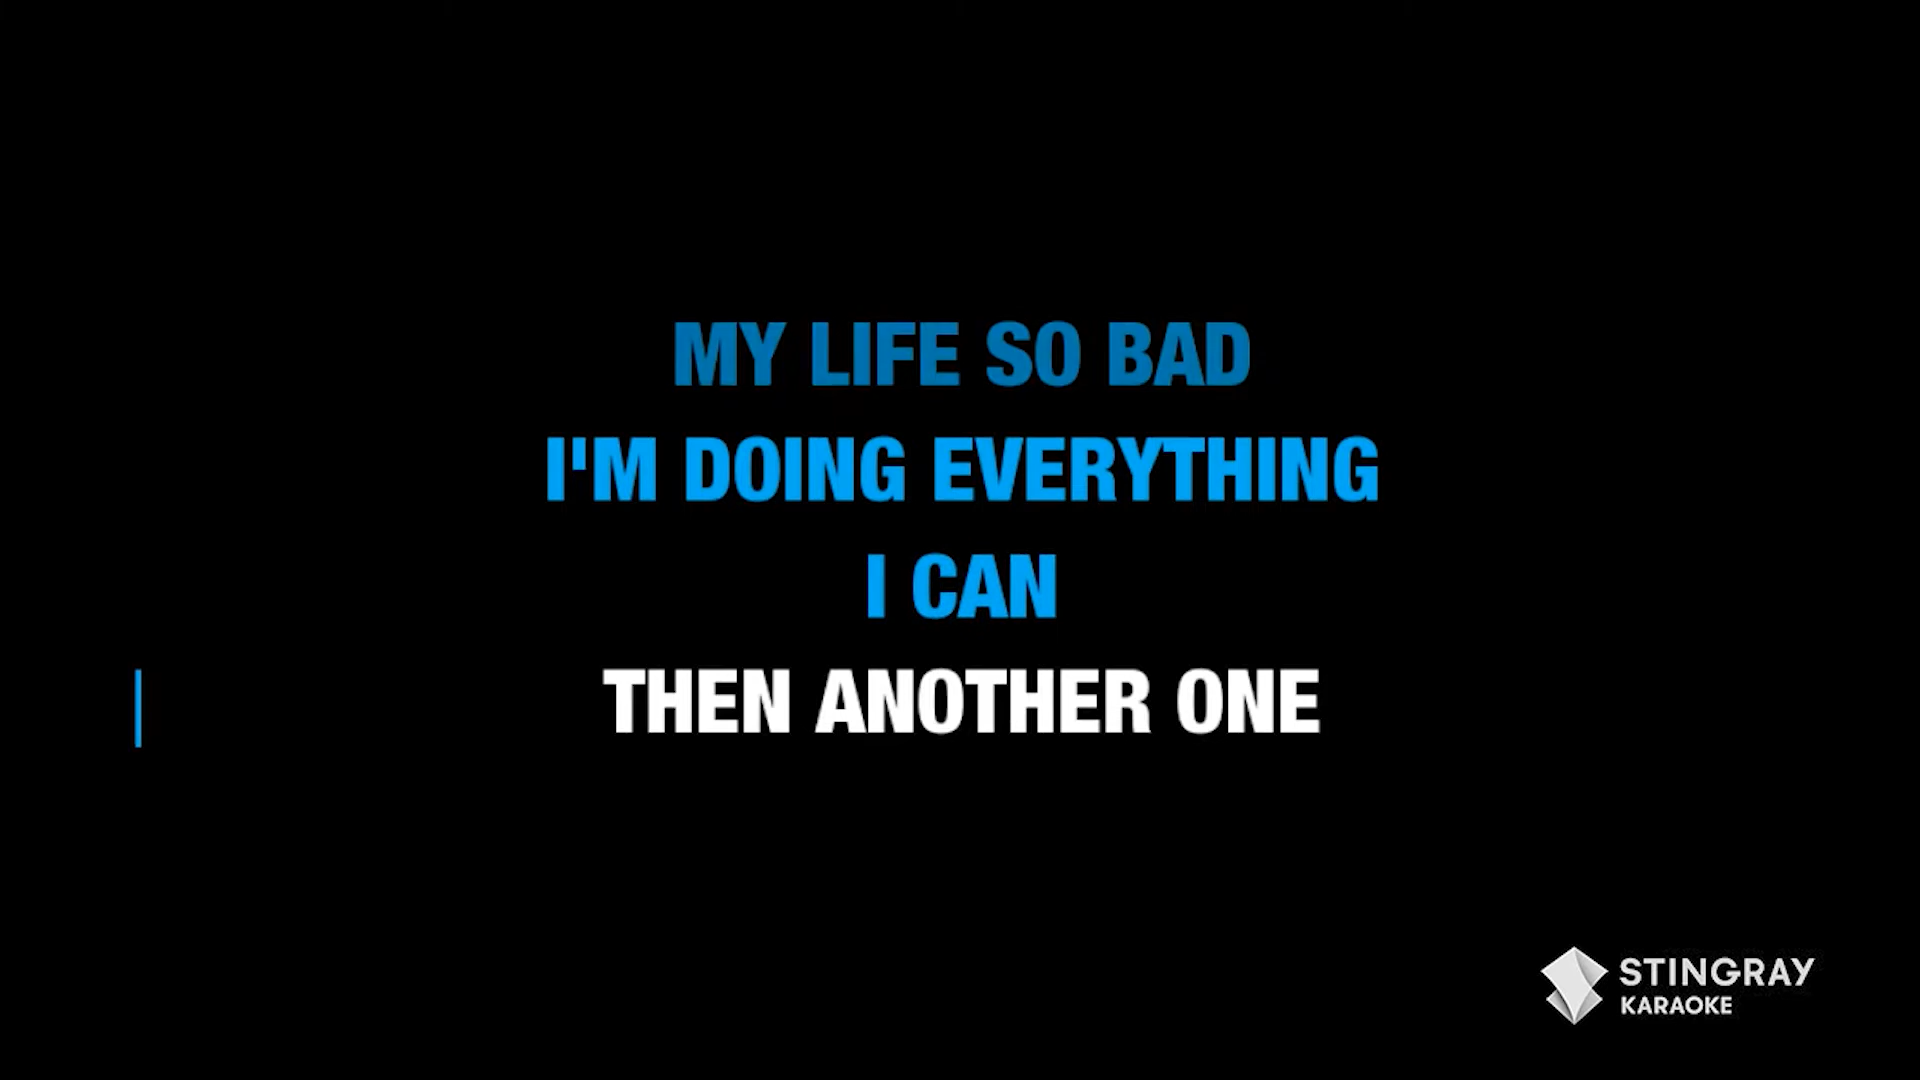 MY LIFE SO BAD
I'M DOING EVERYTHING
I CAN
THEN ANOTHER ONE
STINGRAY
KARAOKE